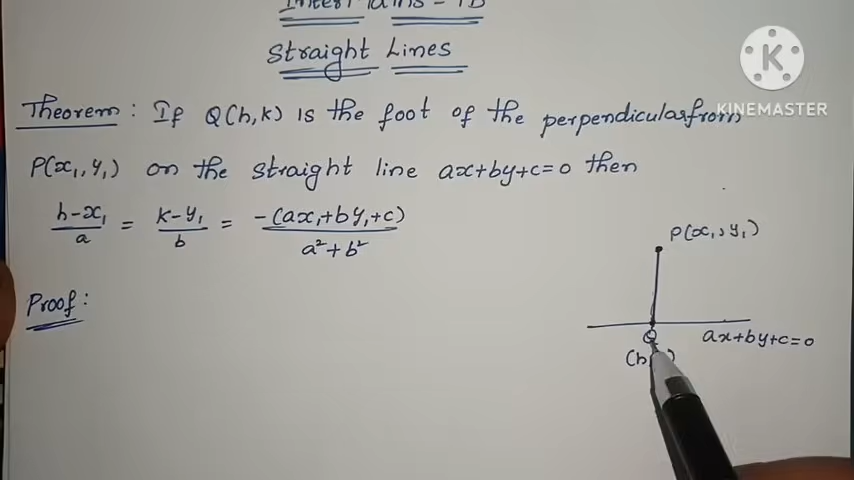 Straight Lines
KINEMASTER
Theorem: If Q(h,k) is the foot of the perpendicular from
P(x₁,y₁) on the straight line ax+by+c=0 then
h-x₁/a = k-y₁/b = -(ax₁+by₁+c)/a²+b²
P(x₁,y₁)
Proof:
Q
ax+by+c=0
(h
)